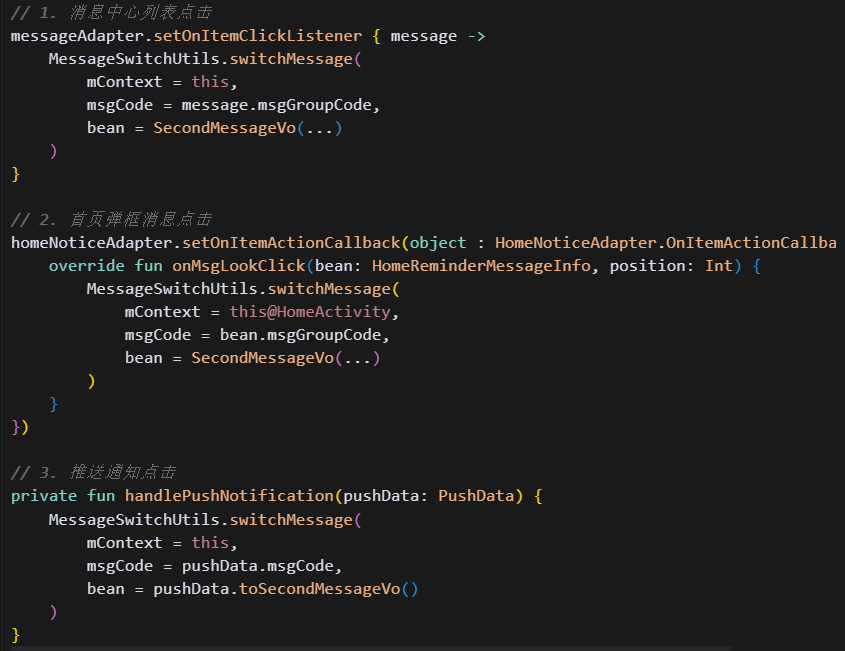 // 1. 消息中心列表点击
messageAdapter.setOnItemClickListener { message ->
    MessageSwitchUtils.switchMessage(
        mContext = this,
        msgCode = message.msgGroupCode,
        bean = SecondMessageVo(...)
    )
}

// 2. 首页弹框消息点击
homeNoticeAdapter.setOnItemActionCallback(object : HomeNoticeAdapter.OnItemActionCallba
    override fun onMsgLookClick(bean: HomeReminderMessageInfo, position: Int) {
        MessageSwitchUtils.switchMessage(
            mContext = this@HomeActivity,
            msgCode = bean.msgGroupCode,
            bean = SecondMessageVo(...)
        )
    }
})

// 3. 推送通知点击
private fun handlePushNotification(pushData: PushData) {
    MessageSwitchUtils.switchMessage(
        mContext = this,
        msgCode = pushData.msgCode,
        bean = pushData.toSecondMessageVo()
    )
}